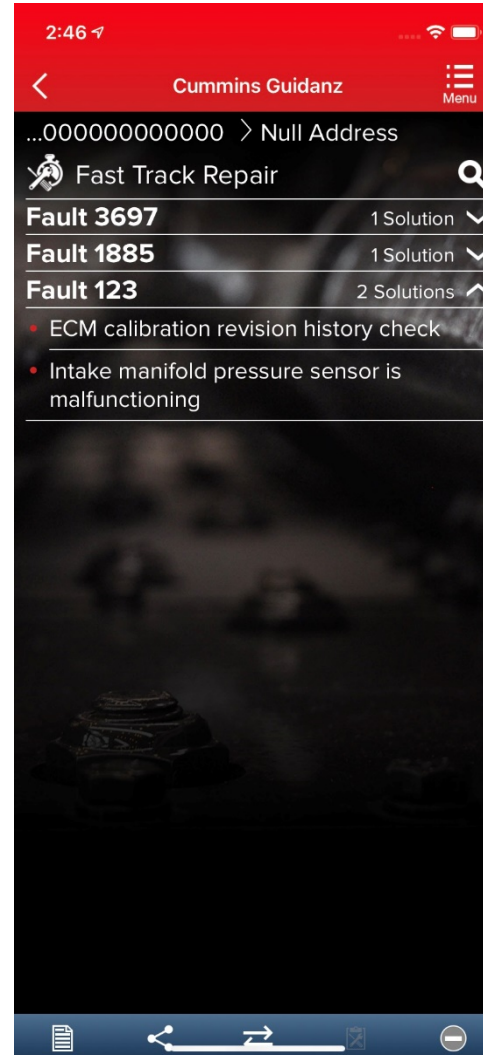 2:46
Cummins Guidanz
Menu
...000000000000 > Null Address
Fast Track Repair
Fault 3697 1 Solution
Fault 1885 1 Solution
Fault 123 2 Solutions
• ECM calibration revision history check
• Intake manifold pressure sensor is
malfunctioning